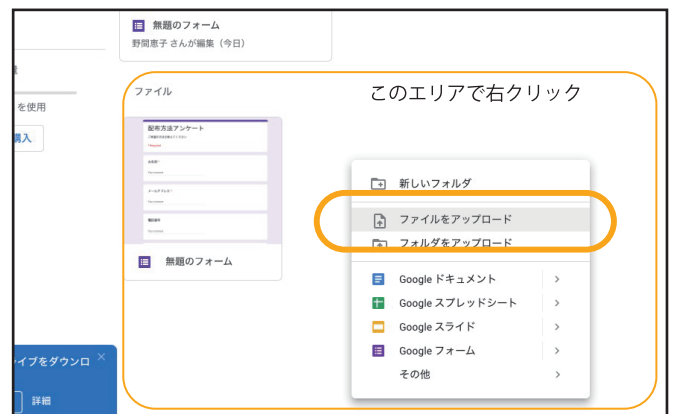 無題のフォーム
野間恵子 さんが編集（今日）
を使用
購入
ファイル
このエリアで右クリック
配布方法アンケート
無題のフォーム
新しいフォルダ
ファイルをアップロード
フォルダをアップロード
Google ドキュメント
Google スプレッドシート
Google スライド
Google フォーム
その他
イブをダウンロ
詳細